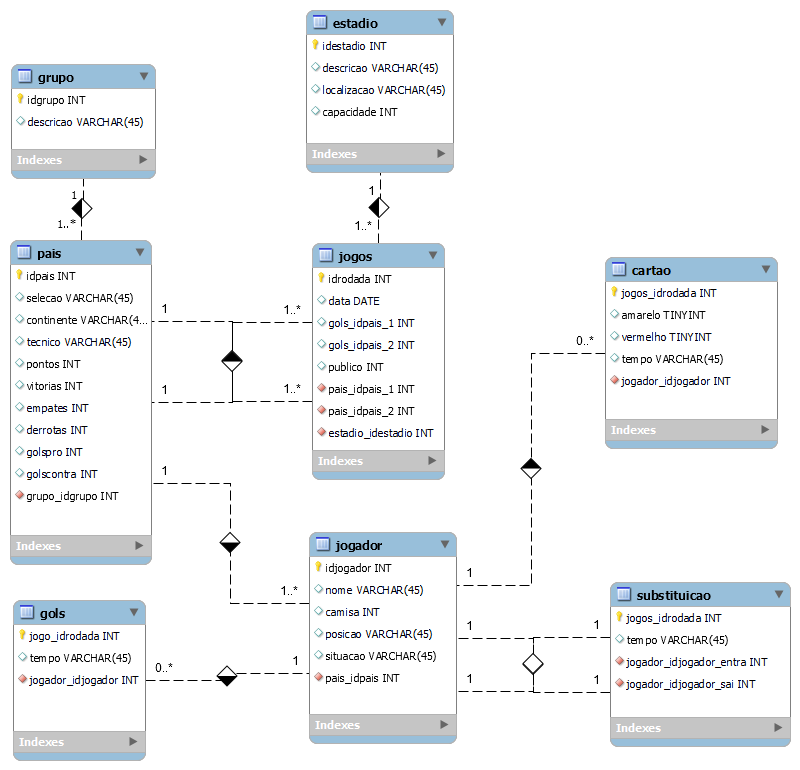 estadio
idestadio INT
descricao VARCHAR(45)
localizacao VARCHAR(45)
capacidade INT
Indexes
1
1..*
grupo
idgrupo INT
descricao VARCHAR(45)
Indexes
1
1..*
pais
idpais INT
selecao VARCHAR(45)
continente VARCHAR(4...
tecnico VARCHAR(45)
pontos INT
vitorias INT
empates INT
derrotas INT
golspro INT
golscontra INT
grupo_idgrupo INT
Indexes
1
1..*
1
1..*
1
1..*
jogos
idrodada INT
data DATE
gols_idpais_1 INT
gols_idpais_2 INT
publico INT
pais_idpais_1 INT
pais_idpais_2 INT
estadio_idestadio INT
Indexes
cartao
jogos_idrodada INT
amarelo TINYINT
vermelho TINYINT
tempo VARCHAR(45)
jogador_idjogador INT
Indexes
0..*
1
jogador
idjogador INT
nome VARCHAR(45)
camisa INT
posicao VARCHAR(45)
situacao VARCHAR(45)
pais_idpais INT
Indexes
gols
jogo_idrodada INT
tempo VARCHAR(45)
jogador_idjogador INT
Indexes
0..*
1
1
1
1
1
substituicao
jogos_idrodada INT
tempo VARCHAR(45)
jogador_idjogador_entra INT
jogador_idjogador_sai INT
Indexes